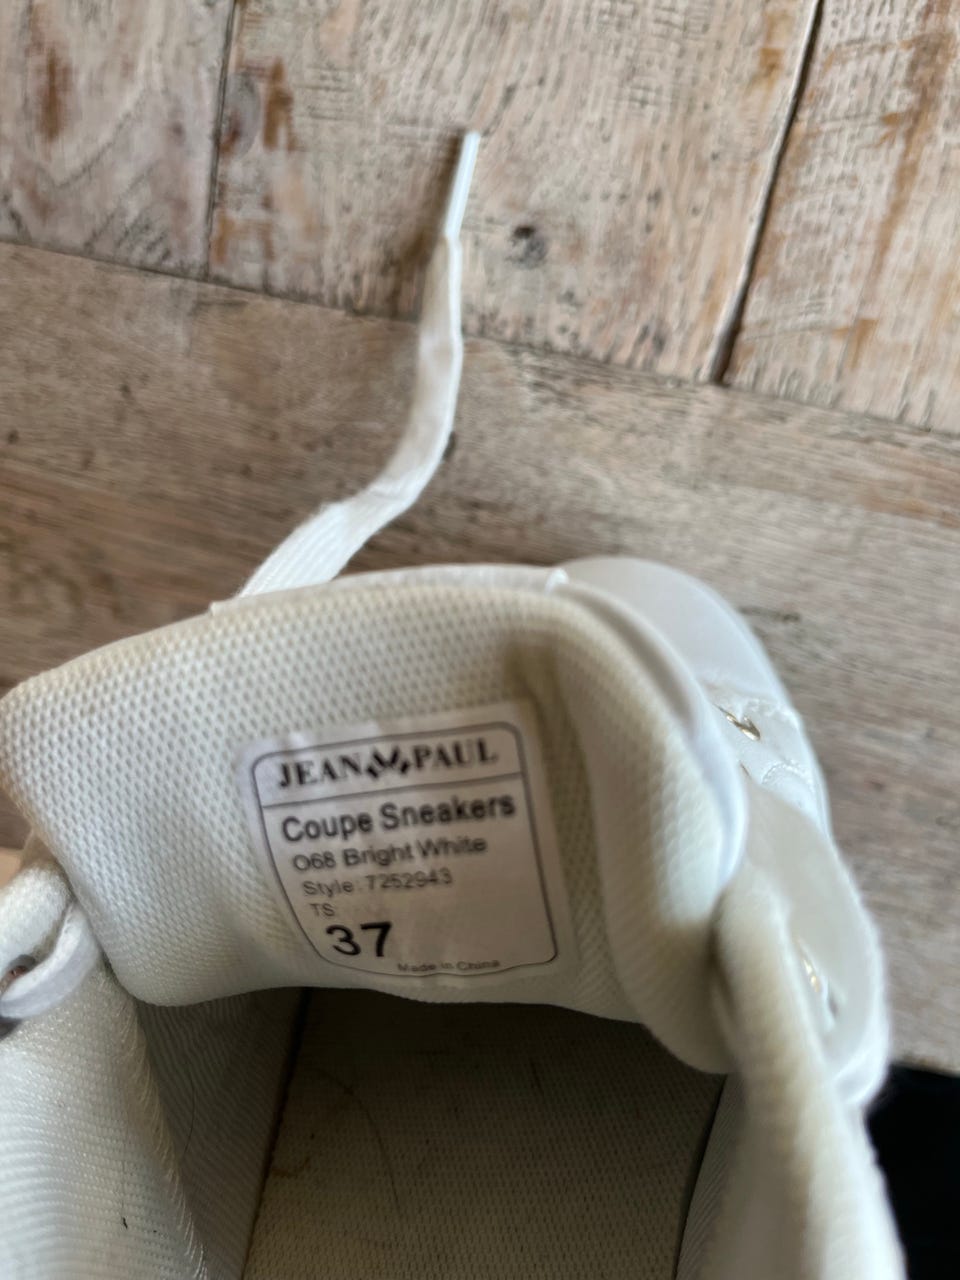 JEAN PAUL
Coupe Sneakers
O68 Bright White
Style: 7252943
TS
37
Made in China